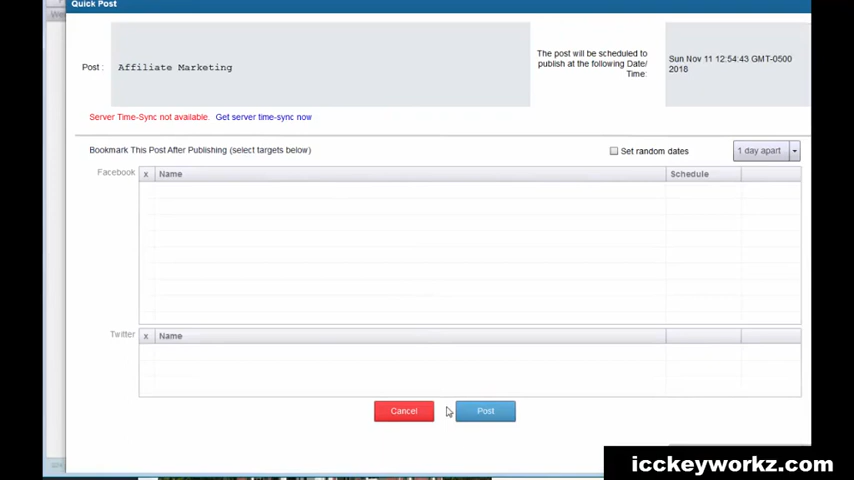 Quick Post
Post :
Affiliate Marketing
The post will be scheduled to
publish at the following Date/
Time:
Sun Nov 11 12:54:43 GMT-0500
2018
Server Time-Sync not available. Get server time-sync now
Bookmark This Post After Publishing (select targets below)
Set random dates
1 day apart
Facebook
x Name Schedule
Twitter
x Name
Cancel
Post
icckeyworkz.com